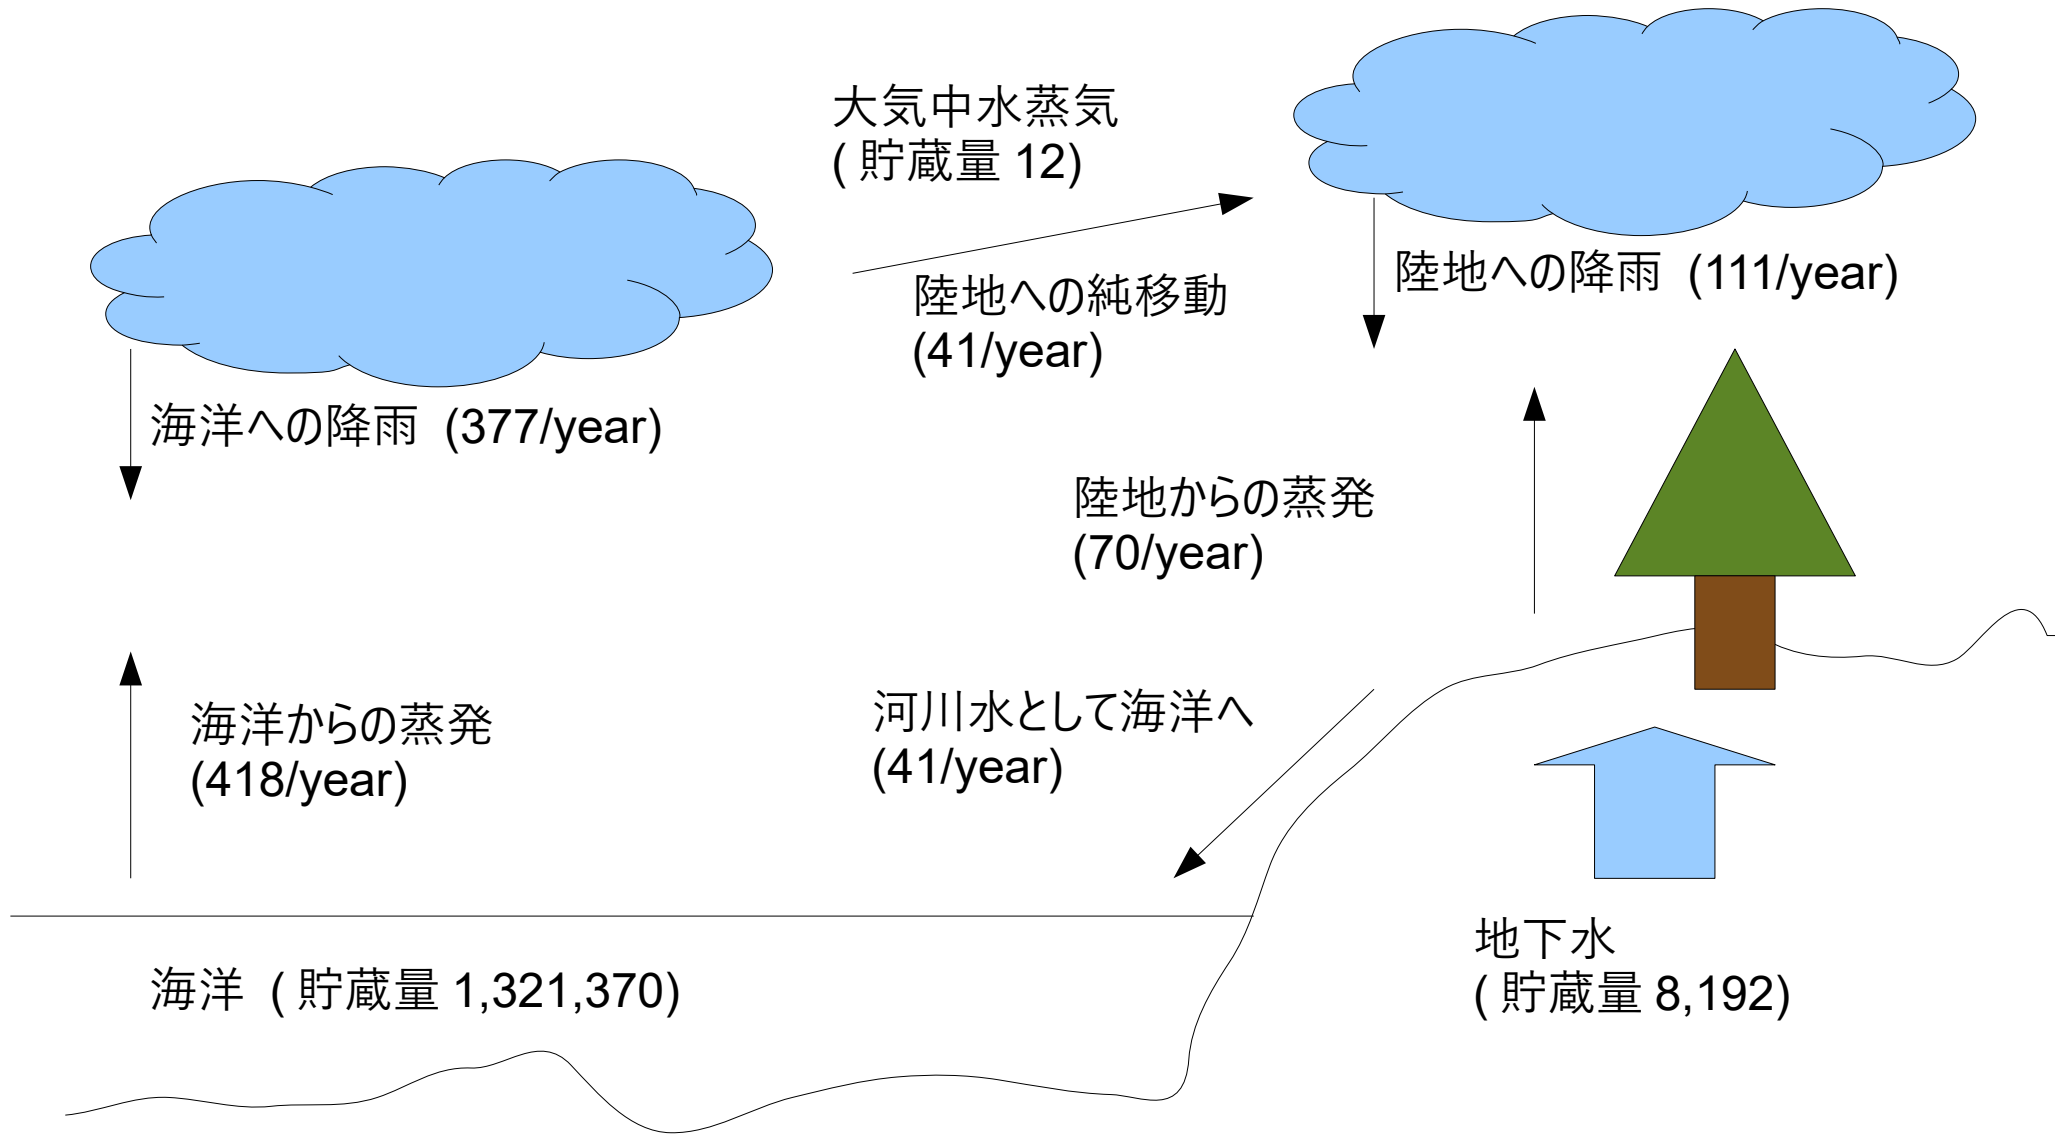 大気中水蒸気
( 貯蔵量 12)
陸地への純移動
(41/year)
陸地への降雨 (111/year)
海洋への降雨 (377/year)
陸地からの蒸発
(70/year)
海洋からの蒸発
(418/year)
河川水として海洋へ
(41/year)
海洋 ( 貯蔵量 1,321,370)
地下水
( 貯蔵量 8,192)